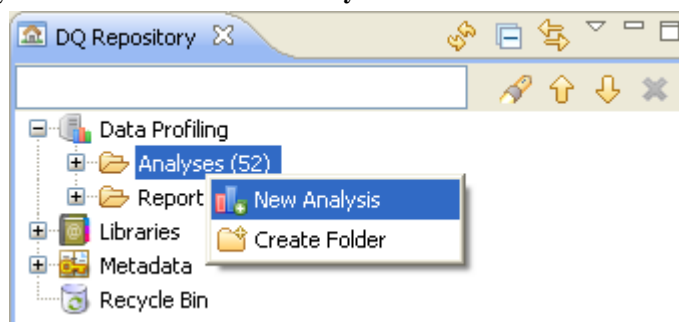 DQ Repository
Data Profiling
Analyses (52)
Report
New Analysis
Libraries
Create Folder
Metadata
Recycle Bin